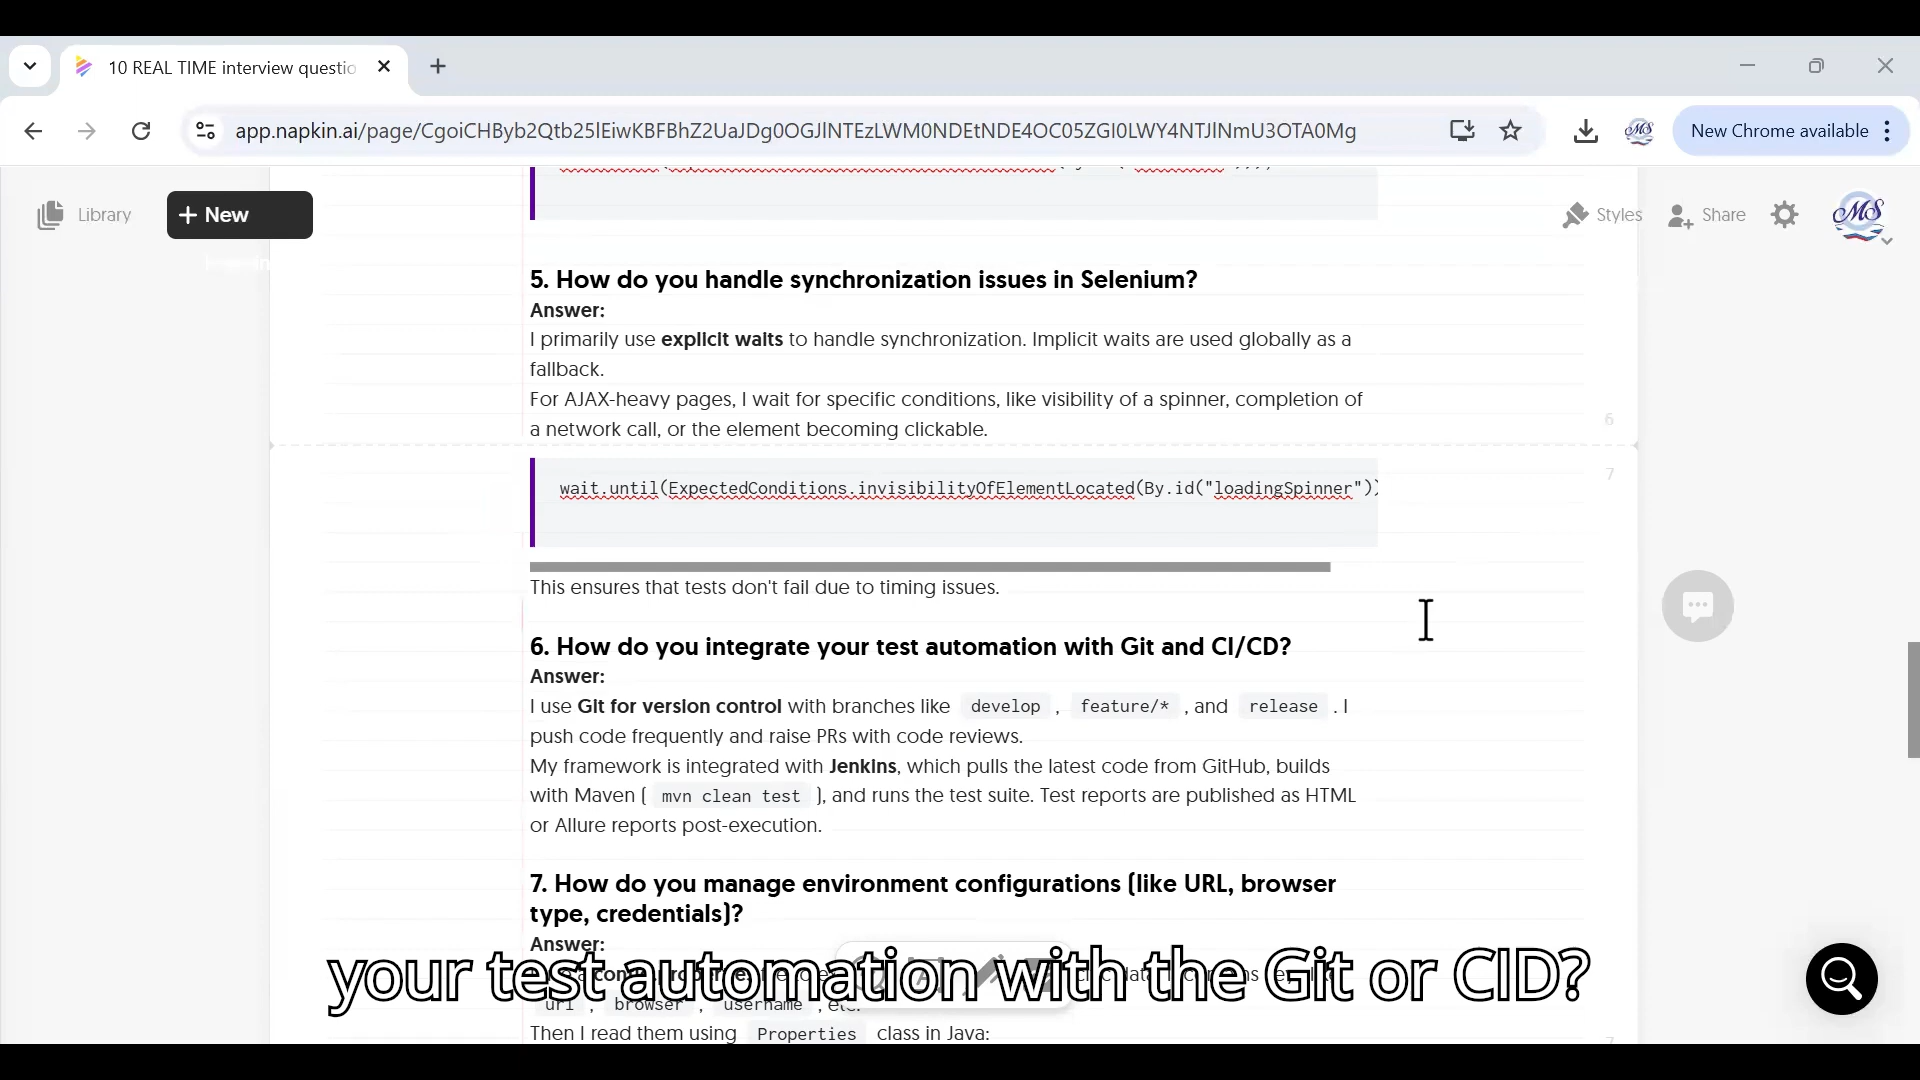 10 REAL TIME interview questio
app.napkin.ai/page/CgoiCHByb2Qtb25lEiwKBFBhZ2UaJDg0OGJlNTEzLWM0NDEtNDE4OC05ZGI0LWY4NTJlNmU3OTA0Mg
New Chrome available
Library
+ New
Styles
Share
5. How do you handle synchronization issues in Selenium?
Answer:
I primarily use explicit waits to handle synchronization. Implicit waits are used globally as a
fallback.
For AJAX-heavy pages, I wait for specific conditions, like visibility of a spinner, completion of
a network call, or the element becoming clickable.
6
7
wait.until(ExpectedConditions.invisibilityOfElementLocated(By.id("loadingSpinner"))
This ensures that tests don't fail due to timing issues.
6. How do you integrate your test automation with Git and CI/CD?
Answer:
I use Git for version control with branches like develop , feature/* , and release . I
push code frequently and raise PRs with code reviews.
My framework is integrated with Jenkins, which pulls the latest code from GitHub, builds
with Maven ( mvn clean test ), and runs the test suite. Test reports are published as HTML
or Allure reports post-execution.
7. How do you manage environment configurations (like URL, browser
type, credentials)?
Answer:
your test automation with the Git or CID?
url , browser , username , etc.
Then I read them using Properties class in Java: